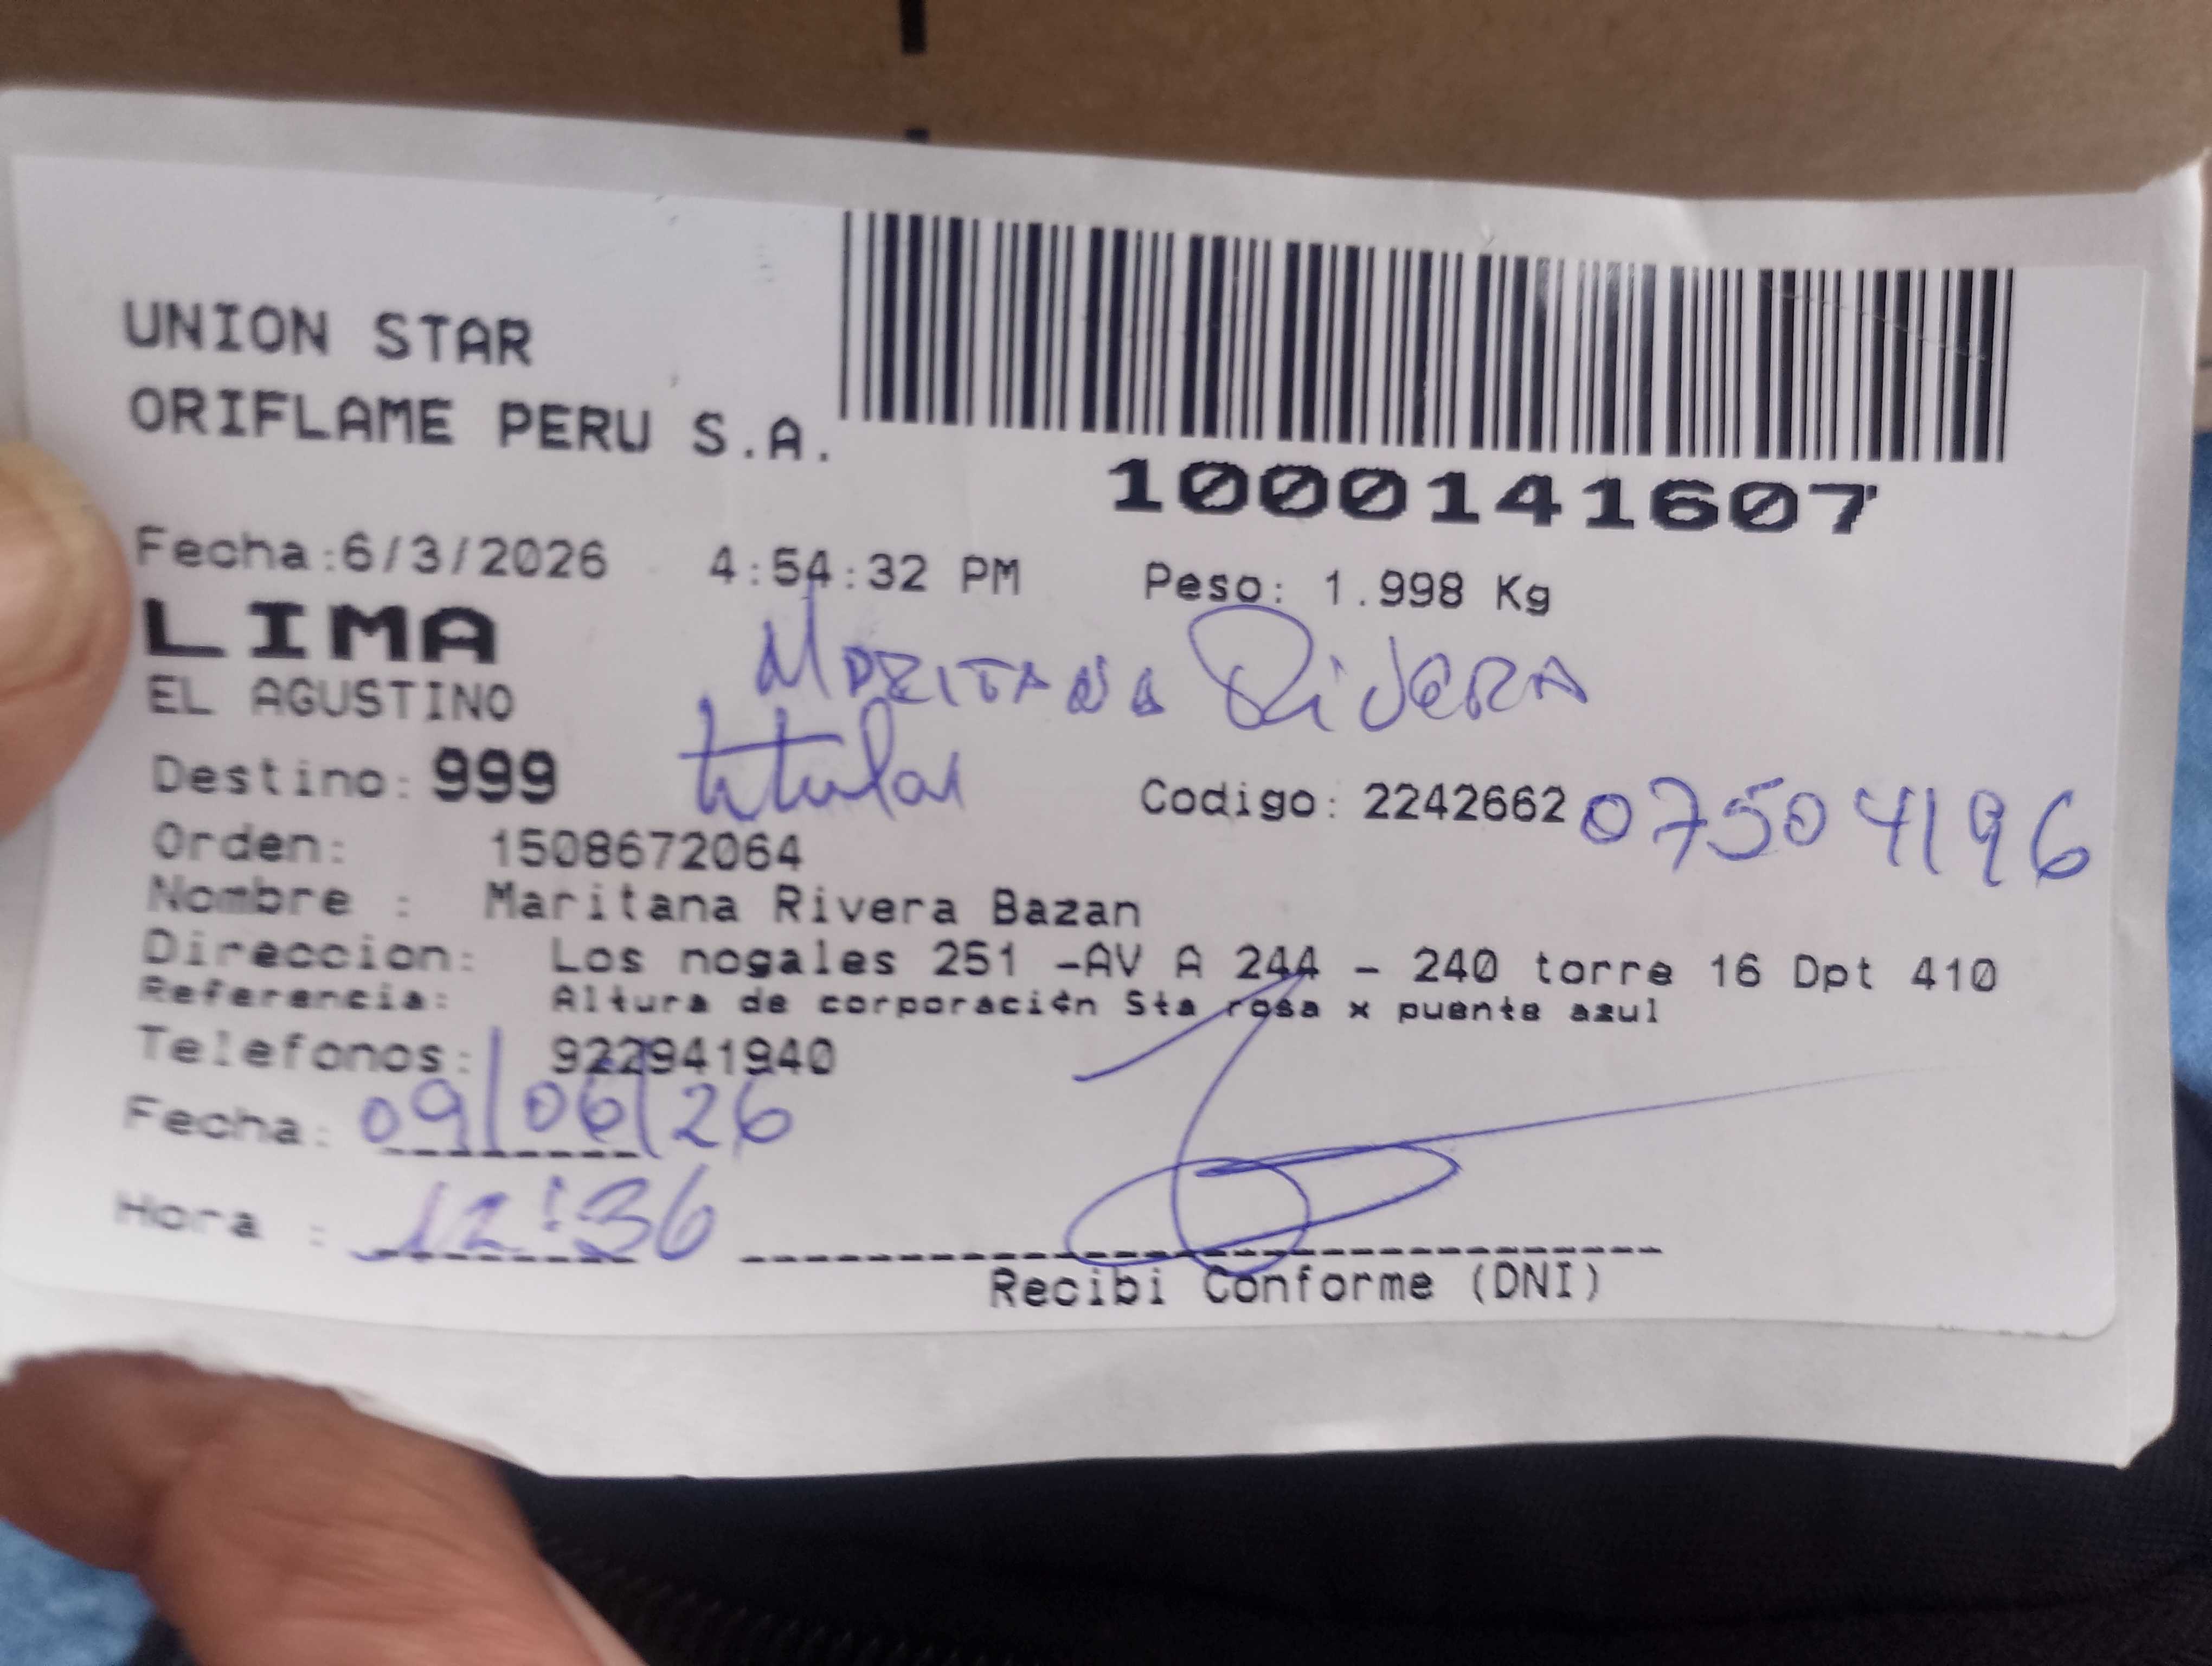 UNION STAR
ORIFLAME PERU S.A.
1000141607
Fecha:6/3/2026 4:54:32 PM Peso: 1.998 Kg
LIMA
MARITANA RIVERA
EL AGUSTINO
titular
Destino: 999 Codigo: 2242662 07504196
Orden: 1508672064
Nombre : Maritana Rivera Bazan
Direccion: Los nogales 251 -AV A 244 - 240 torre 16 Dpt 410
Referencia: Altura de corporación Sta rosa x puente azul
Telefonos: 922941940
Fecha: 09/06/26
Hora : 12:36
Recibi Conforme (DNI)